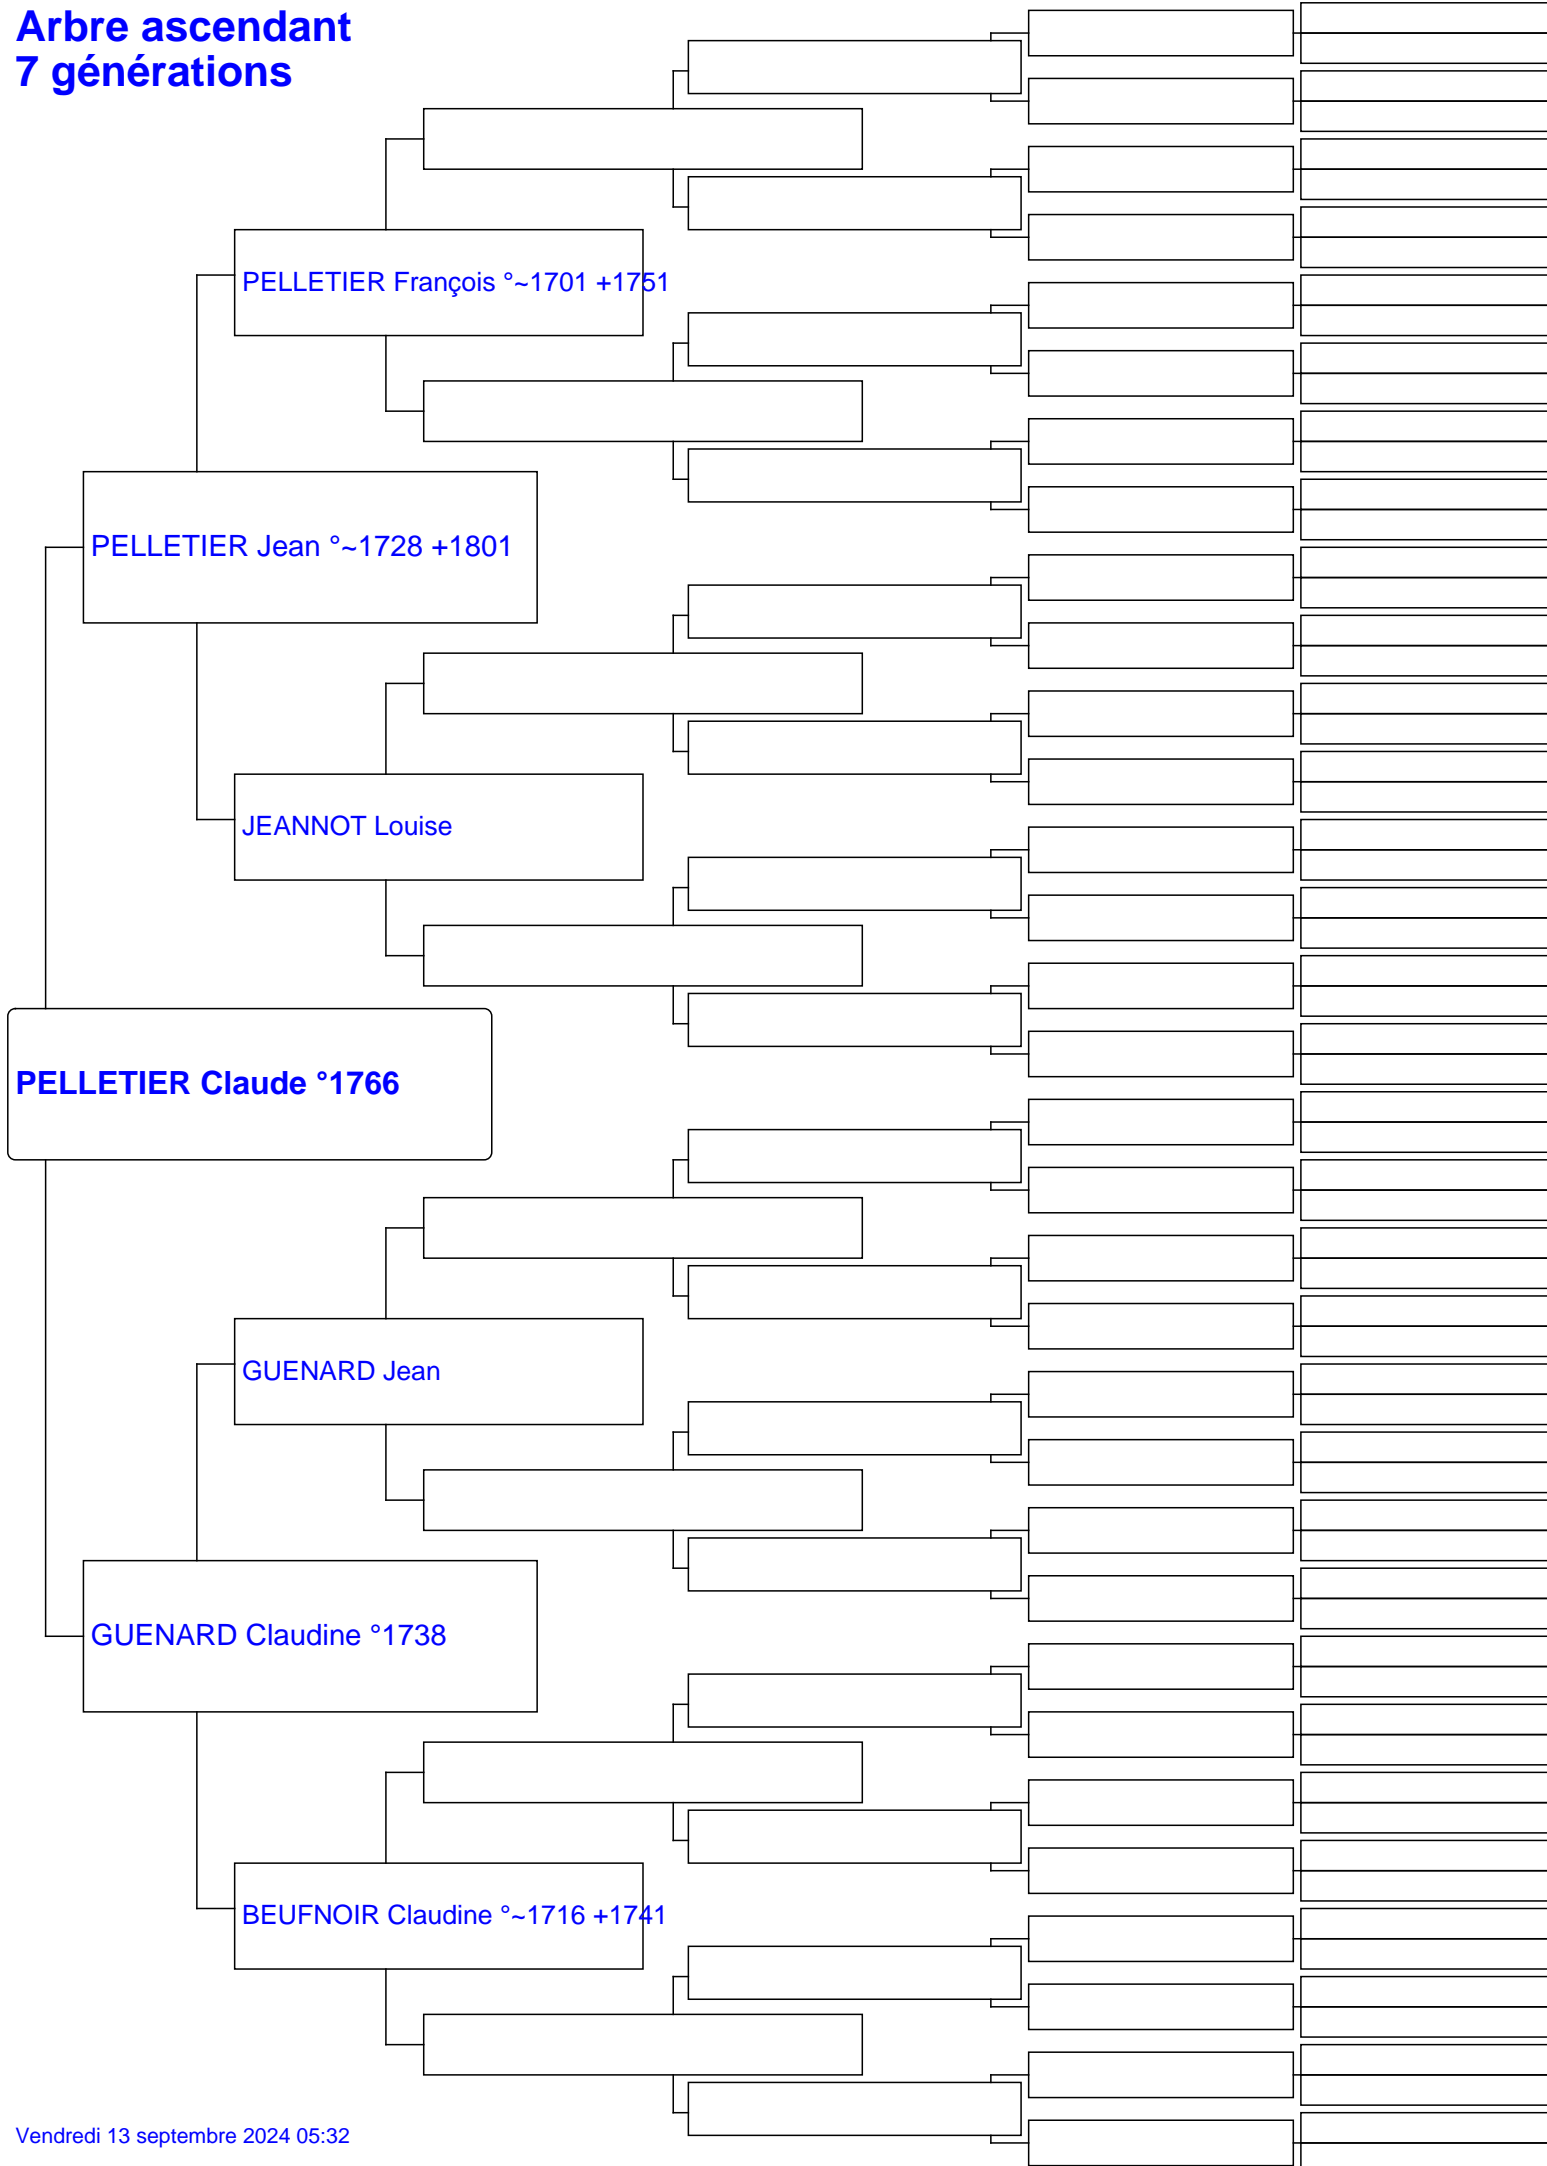 Arbre ascendant
7 générations
PELLETIER François °~1701 +1751
PELLETIER Jean °~1728 +1801
JEANNOT Louise
PELLETIER Claude °1766
GUENARD Jean
GUENARD Claudine °1738
BEUFNOIR Claudine °~1716 +1741
Vendredi 13 septembre 2024 05:32